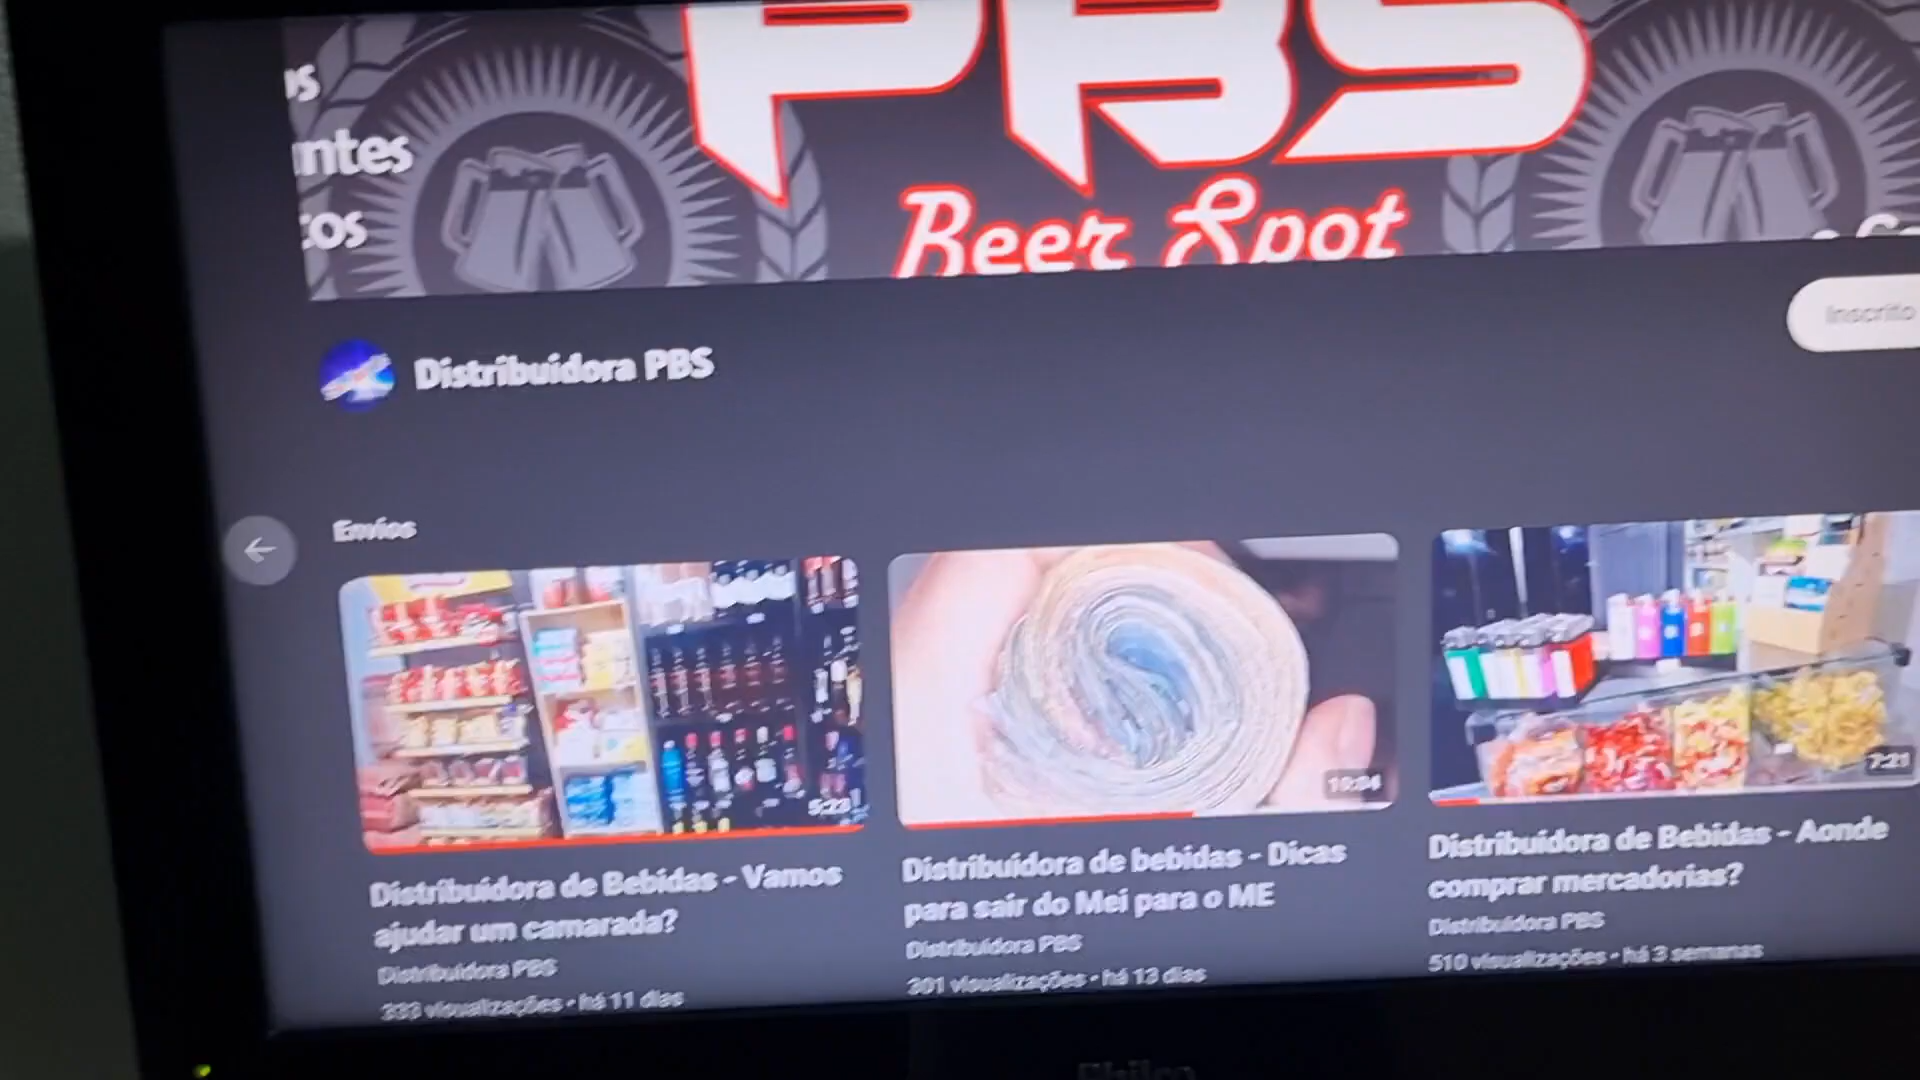 PBS
ntes
Beer Spot
Inscrito
Distribuidora PBS
Envios
5:23
7:21
Distribuidora de Bebidas - Vamos
ajudar um camarada?
Distribuidora PBS
333 visualizações • há 11 dias
Distribuidora de bebidas - Dicas
para sair do Mei para o ME
Distribuidora PBS
301 visualizações • há 13 dias
Distribuidora de Bebidas - Aonde
comprar mercadorias?
Distribuidora PBS
510 visualizações • há 3 semanas
Philco